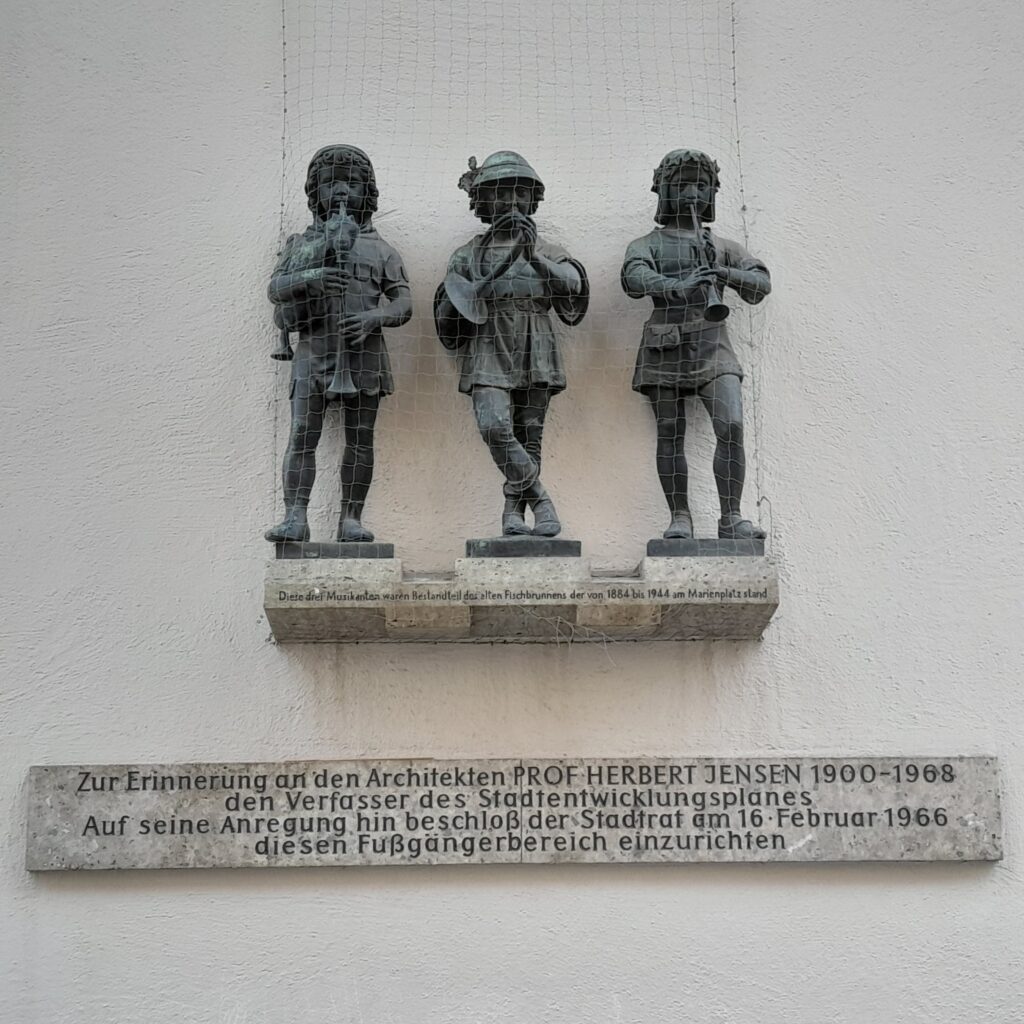 Diese drei Musikanten waren Bestandteil des alten Fischbrunnens der von 1884 bis 1944 am Marienplatz stand
Zur Erinnerung an den Architekten PROF HERBERT JENSEN 1900-1968
den Verfasser des Stadtentwicklungsplanes
Auf seine Anregung hin beschloß der Stadtrat am 16·Februar 1966
diesen Fußgängerbereich einzurichten